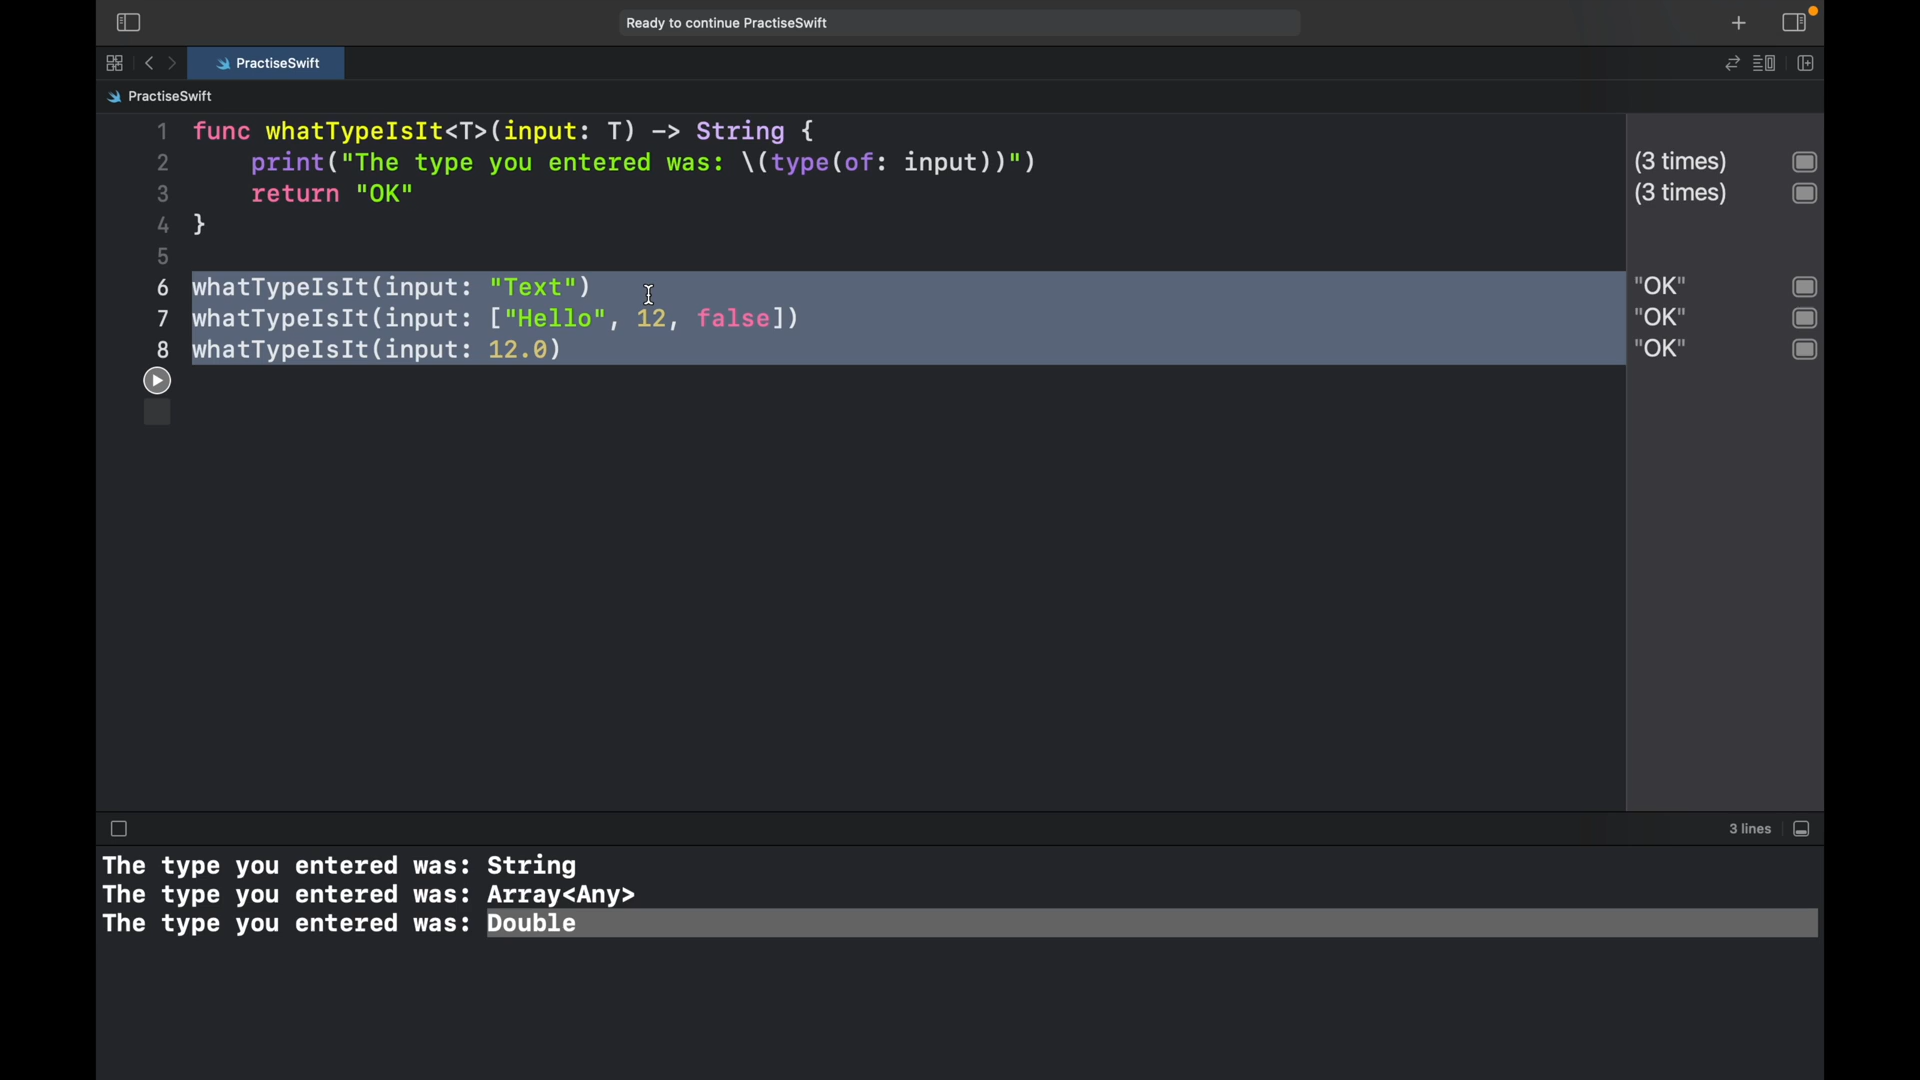 Ready to continue PractiseSwift
PractiseSwift
PractiseSwift
1 func whatTypeIsIt<T>(input: T) -> String {
2 print("The type you entered was: \(type(of: input))")
(3 times)
3 return "OK"
(3 times)
4 }
5
6 whatTypeIsIt(input: "Text")
"OK"
7 whatTypeIsIt(input: ["Hello", 12, false])
"OK"
8 whatTypeIsIt(input: 12.0)
"OK"
3 lines
The type you entered was: String
The type you entered was: Array<Any>
The type you entered was: Double